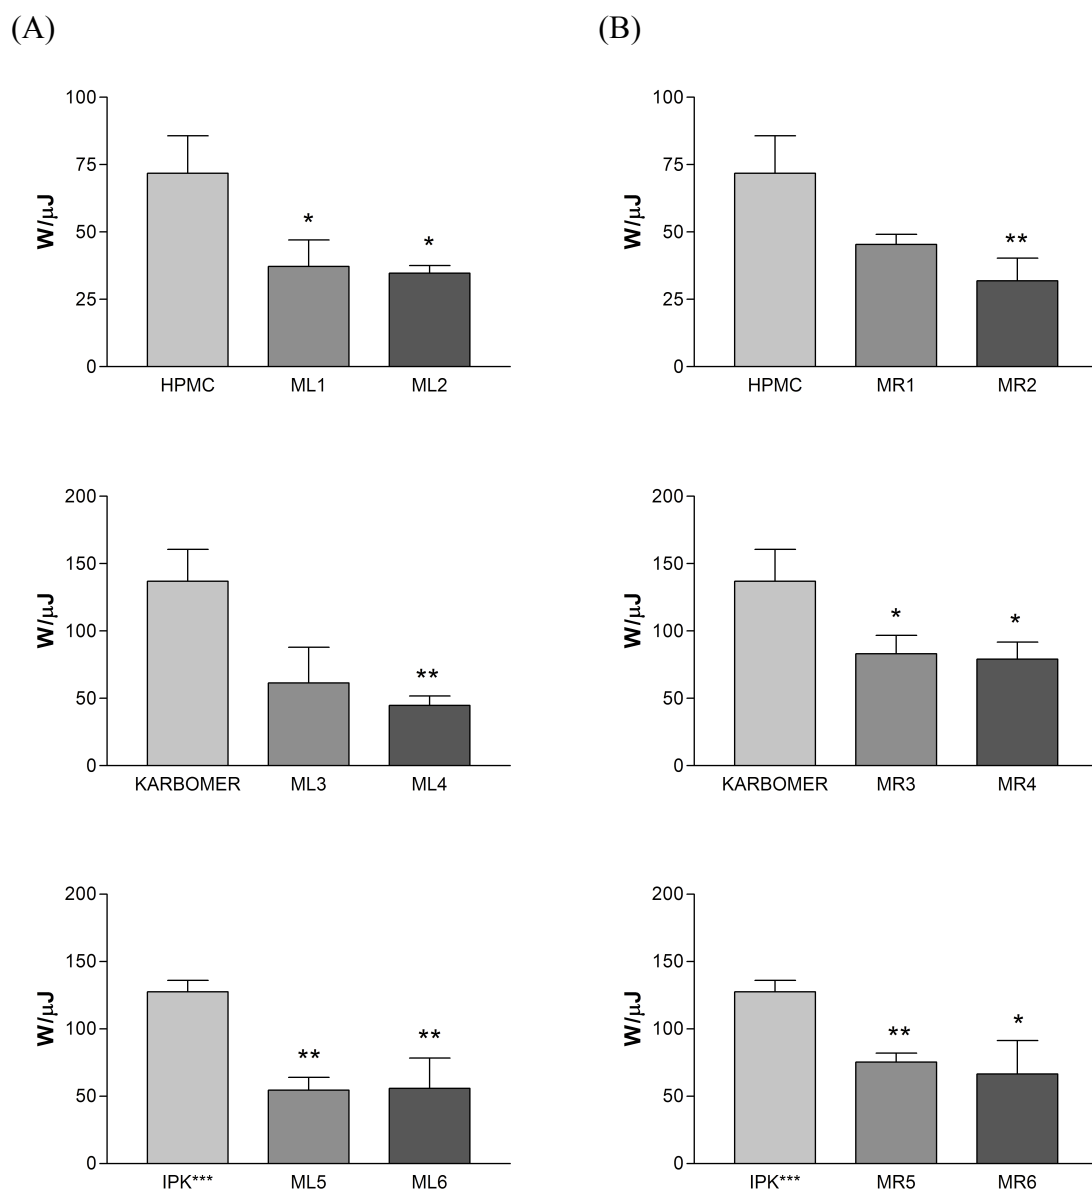 (A)
100
75
50
25
0
W/μJ
*
*
HPMC ML1 ML2
(B)
100
75
50
25
0
W/μJ
**
HPMC MR1 MR2
200
150
100
50
0
W/μJ
**
KARBOMER ML3 ML4
200
150
100
50
0
W/μJ
*
*
KARBOMER MR3 MR4
200
150
100
50
0
W/μJ
**
**
IPK*** ML5 ML6
200
150
100
50
0
W/μJ
**
*
IPK*** MR5 MR6